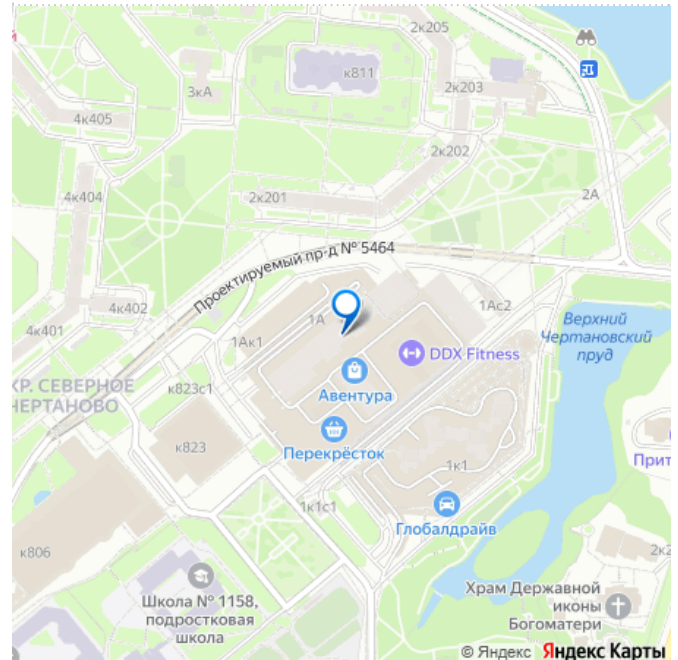 2к205
к811
3кА
2к203
4к405
2к202
4к404
2к201
2А
Проектируемый пр-д № 5464
4к402
1Ас2
1А
Верхний
Чертановский
пруд
4к401
1Ак1
DDX Fitness
КР. СЕВЕРНОЕ
ЧЕРТАНОВО
к823с1
Авентура
к823
Перекрёсток
Прит
1к1
1к1с1
Глобалдрайв
к806
2к2
Школа № 1158,
подростковая
школа
Храм Державной
иконы
Богоматери
© Яндекс Яндекс Карты